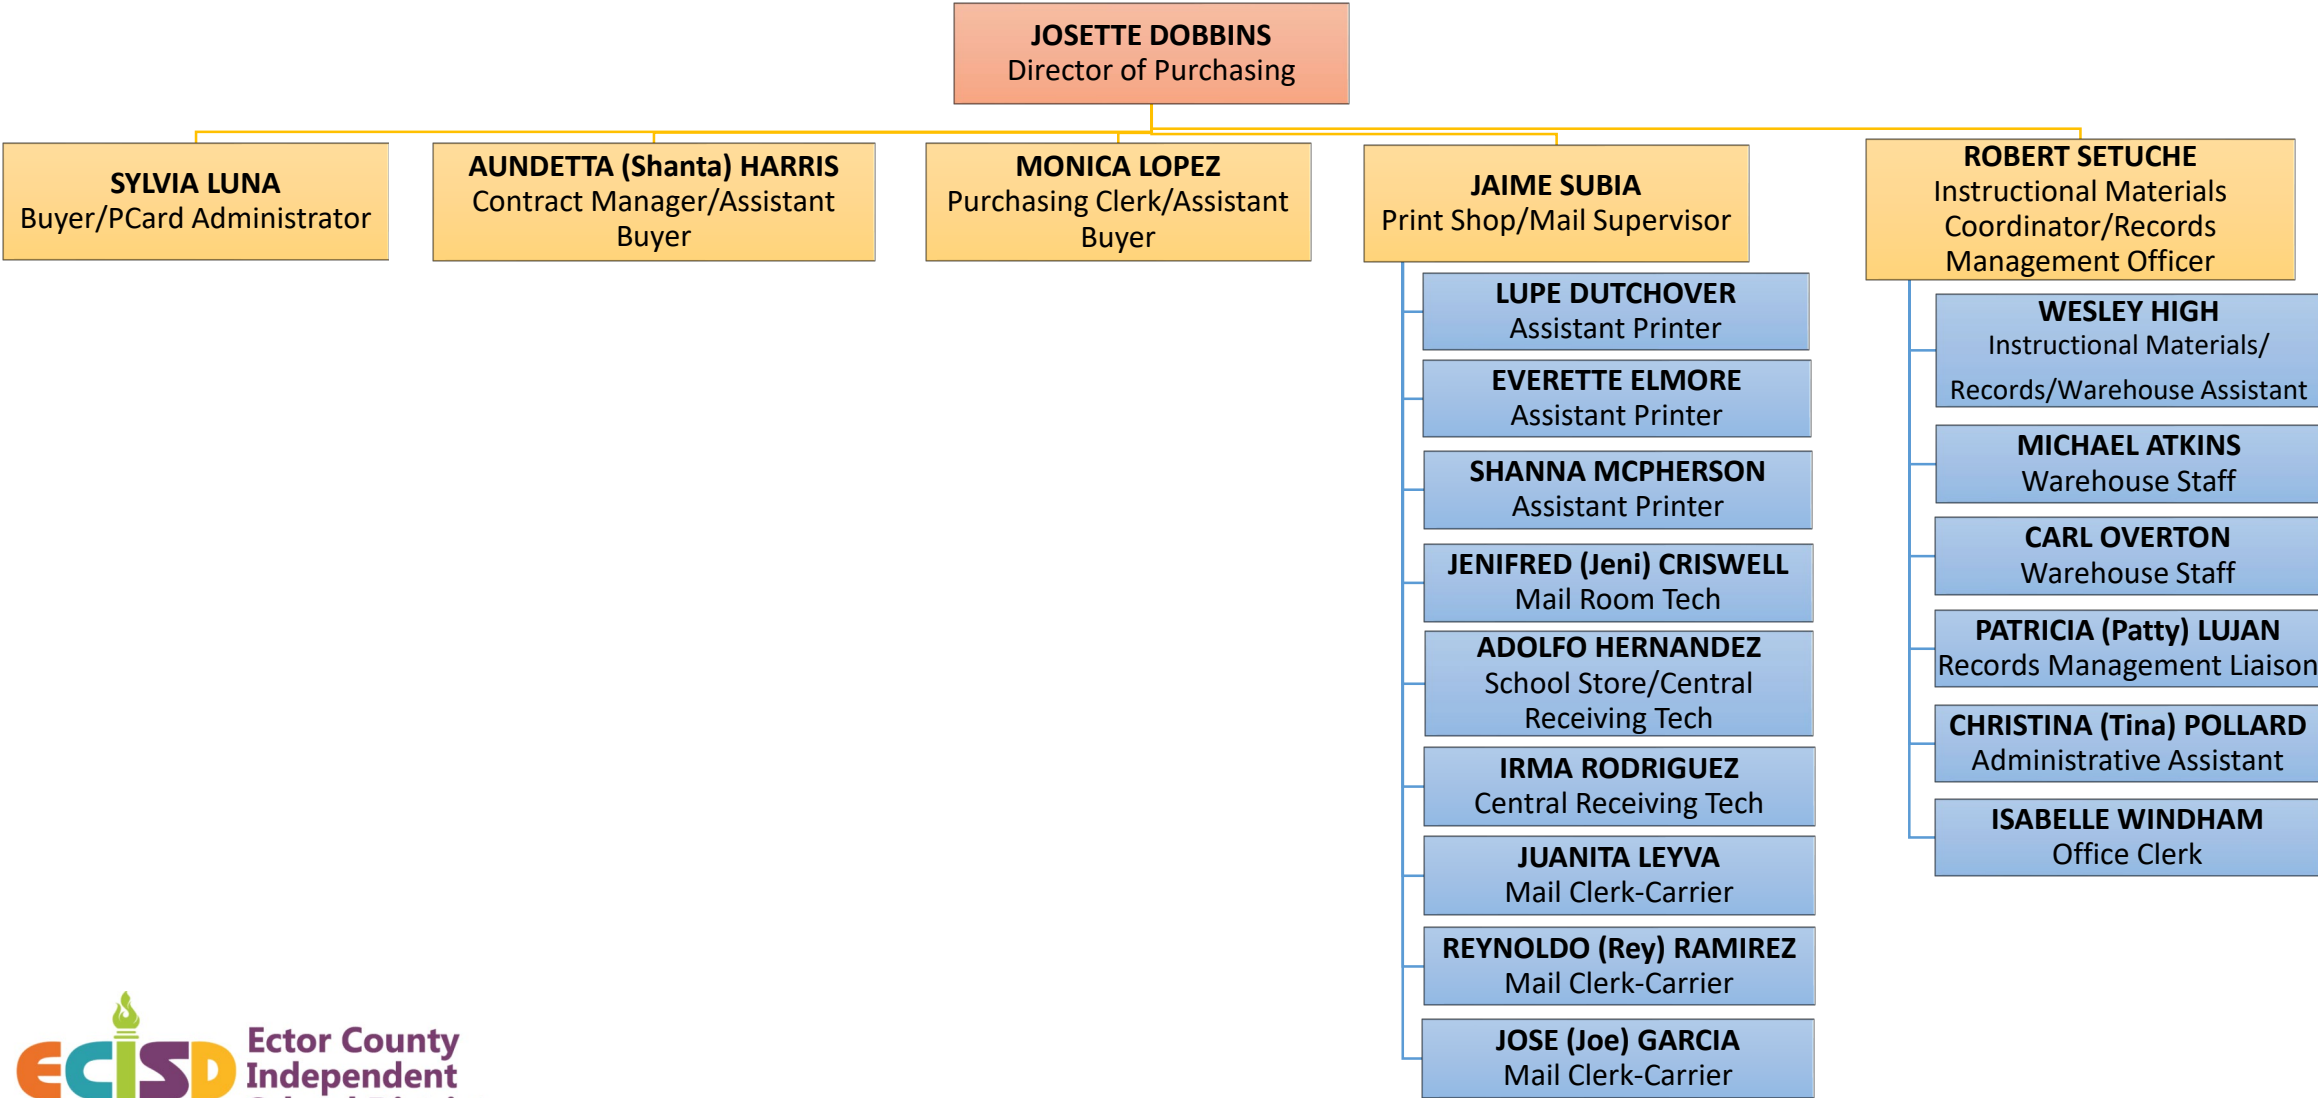 JOSETTE DOBBINS
Director of Purchasing
SYLVIA LUNA
Buyer/PCard Administrator
AUNDETTA (Shanta) HARRIS
Contract Manager/Assistant
Buyer
MONICA LOPEZ
Purchasing Clerk/Assistant
Buyer
JAIME SUBIA
Print Shop/Mail Supervisor
ROBERT SETUCHE
Instructional Materials
Coordinator/Records
Management Officer
LUPE DUTCHOVER
Assistant Printer
EVERETTE ELMORE
Assistant Printer
SHANNA MCPHERSON
Assistant Printer
JENIFRED (Jeni) CRISWELL
Mail Room Tech
ADOLFO HERNANDEZ
School Store/Central
Receiving Tech
IRMA RODRIGUEZ
Central Receiving Tech
JUANITA LEYVA
Mail Clerk-Carrier
REYNOLDO (Rey) RAMIREZ
Mail Clerk-Carrier
JOSE (Joe) GARCIA
Mail Clerk-Carrier
WESLEY HIGH
Instructional Materials/
Records/Warehouse Assistant
MICHAEL ATKINS
Warehouse Staff
CARL OVERTON
Warehouse Staff
PATRICIA (Patty) LUJAN
Records Management Liaison
CHRISTINA (Tina) POLLARD
Administrative Assistant
ISABELLE WINDHAM
Office Clerk
ECISD
Ector County
Independent